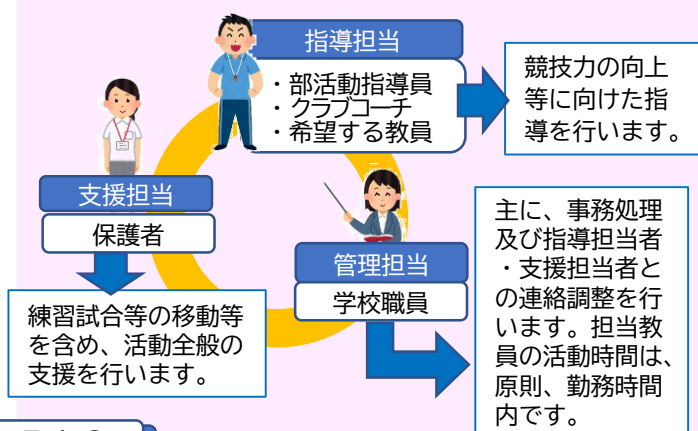 指導担当
・部活動指導員
・クラブコーチ
・希望する教員
競技力の向上
等に向けた指
導を行います。
支援担当
保護者
練習試合等の移動等
を含め、活動全般の
支援を行います。
管理担当
学校職員
主に、事務処理
及び指導担当者
・支援担当者と
の連絡調整を行
います。担当教
員の活動時間は、
原則、勤務時間
内です。